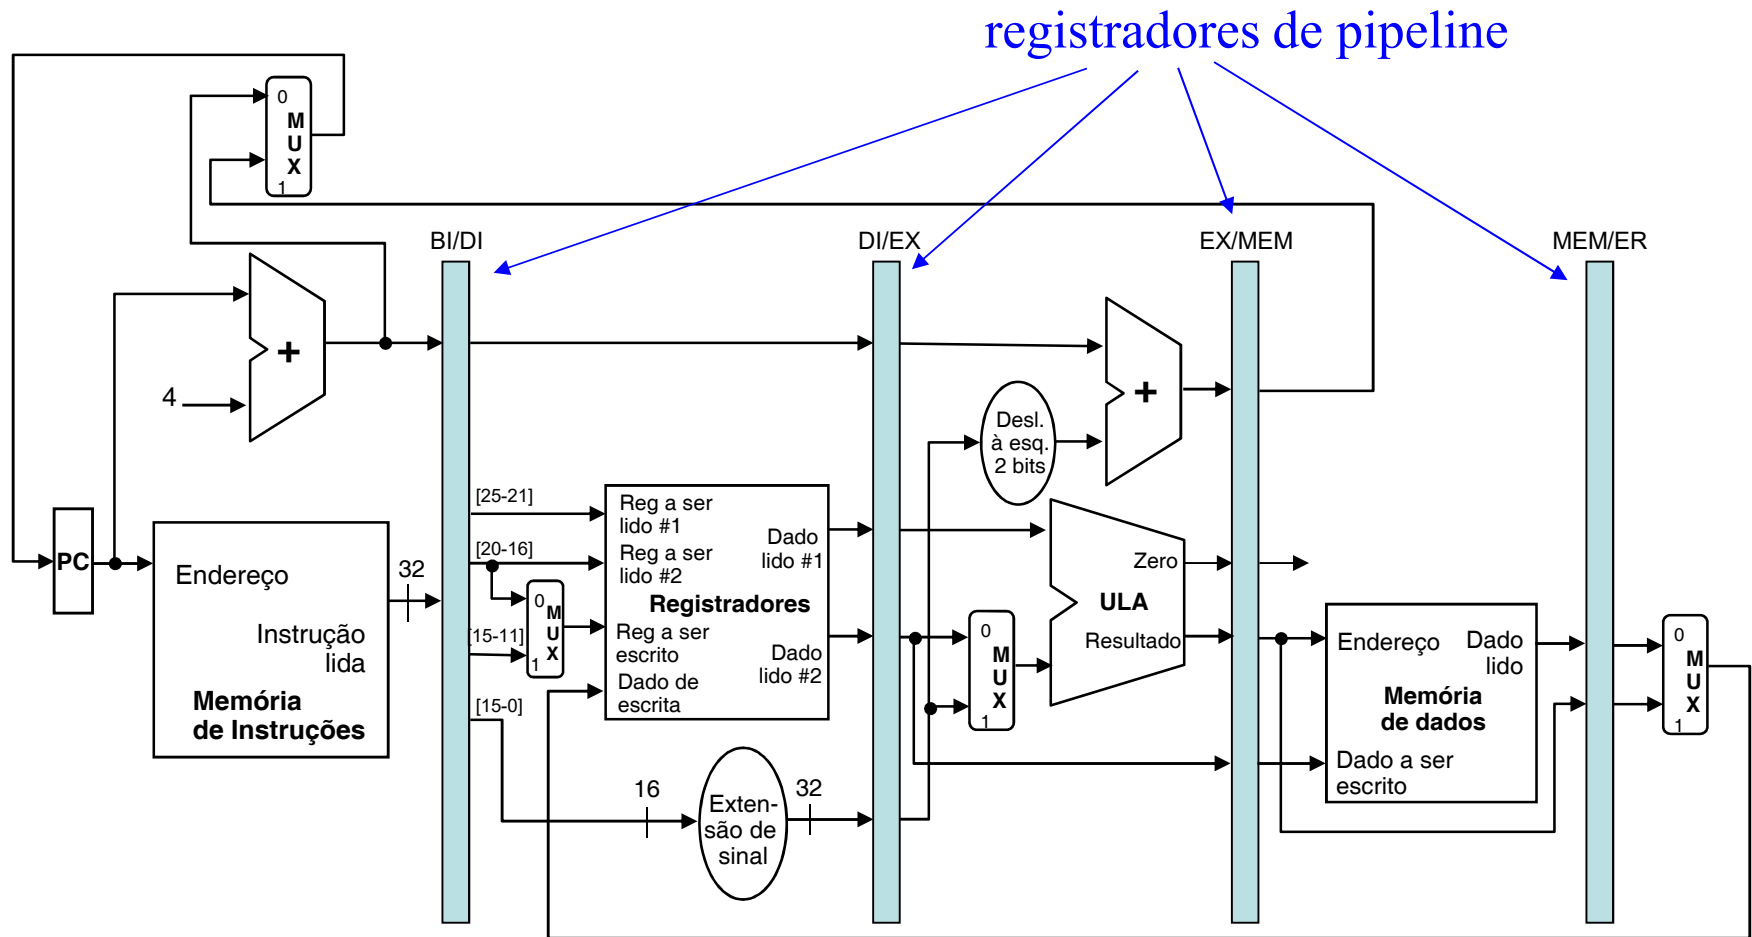 registradores de pipeline
0
M
U
X
1
BI/DI
DI/EX
EX/MEM
MEM/ER
+
4
+
Desl.
à esq.
2 bits
PC
Endereço
Instrução
lida
Memória
de Instruções
32
[25-21]
[20-16]
[15-11]
[15-0]
0
M
U
X
1
Reg a ser
lido #1
Reg a ser
lido #2
Registradores
Reg a ser
escrito
Dado de
escrita
Dado
lido #1
Dado
lido #2
16
Exten-
são de
sinal
32
0
M
U
X
1
Zero
ULA
Resultado
Endereço
Dado
lido
Memória
de dados
Dado a ser
escrito
0
M
U
X
1